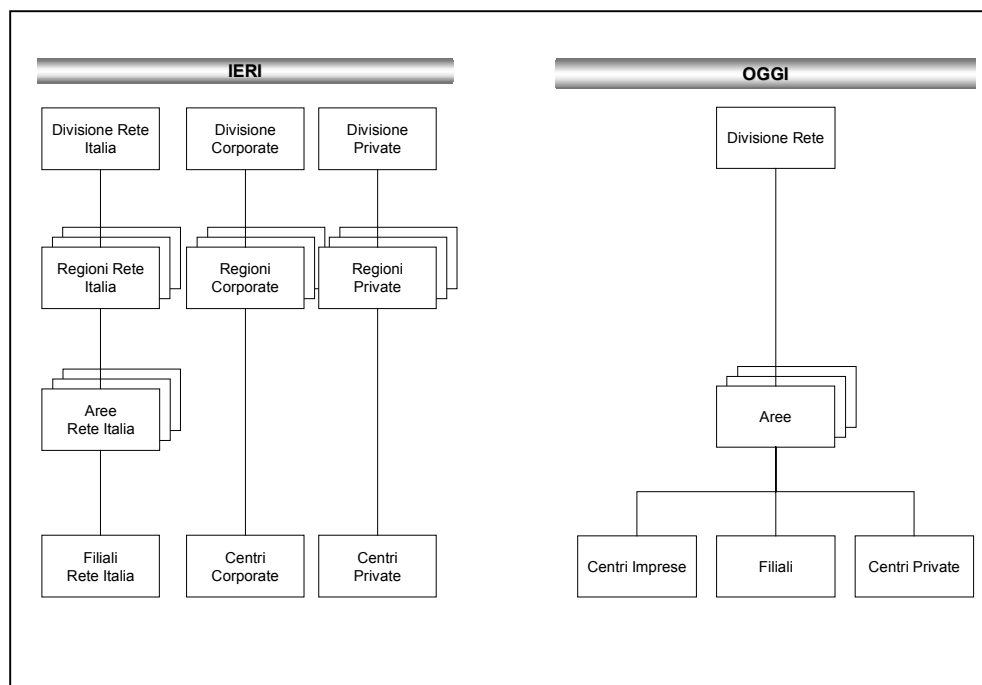 IERI
Divisione Rete
Italia
Divisione
Corporate
Divisione
Private
Regioni Rete
Italia
Regioni
Corporate
Regioni
Private
Aree
Rete Italia
Filiali
Rete Italia
Centri
Corporate
Centri
Private
OGGI
Divisione Rete
Aree
Centri Imprese
Filiali
Centri Private